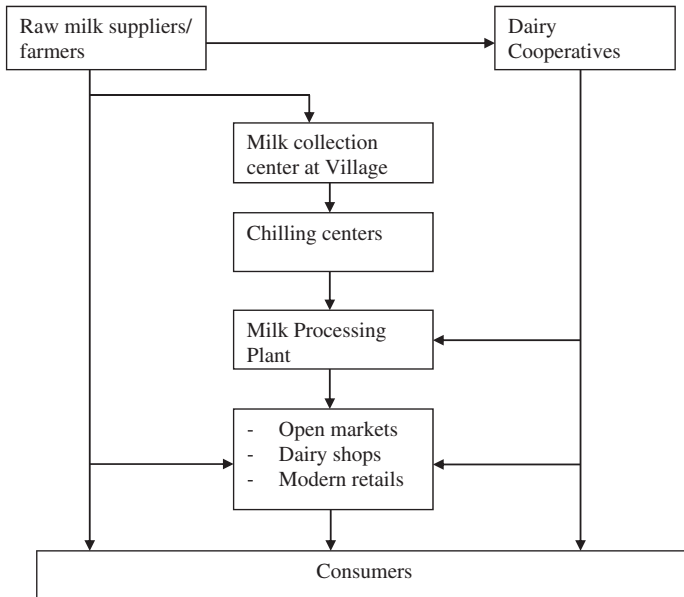 Raw milk suppliers/
farmers
Dairy
Cooperatives
Milk collection
center at Village
Chilling centers
Milk Processing
Plant
- Open markets
- Dairy shops
- Modern retails
Consumers